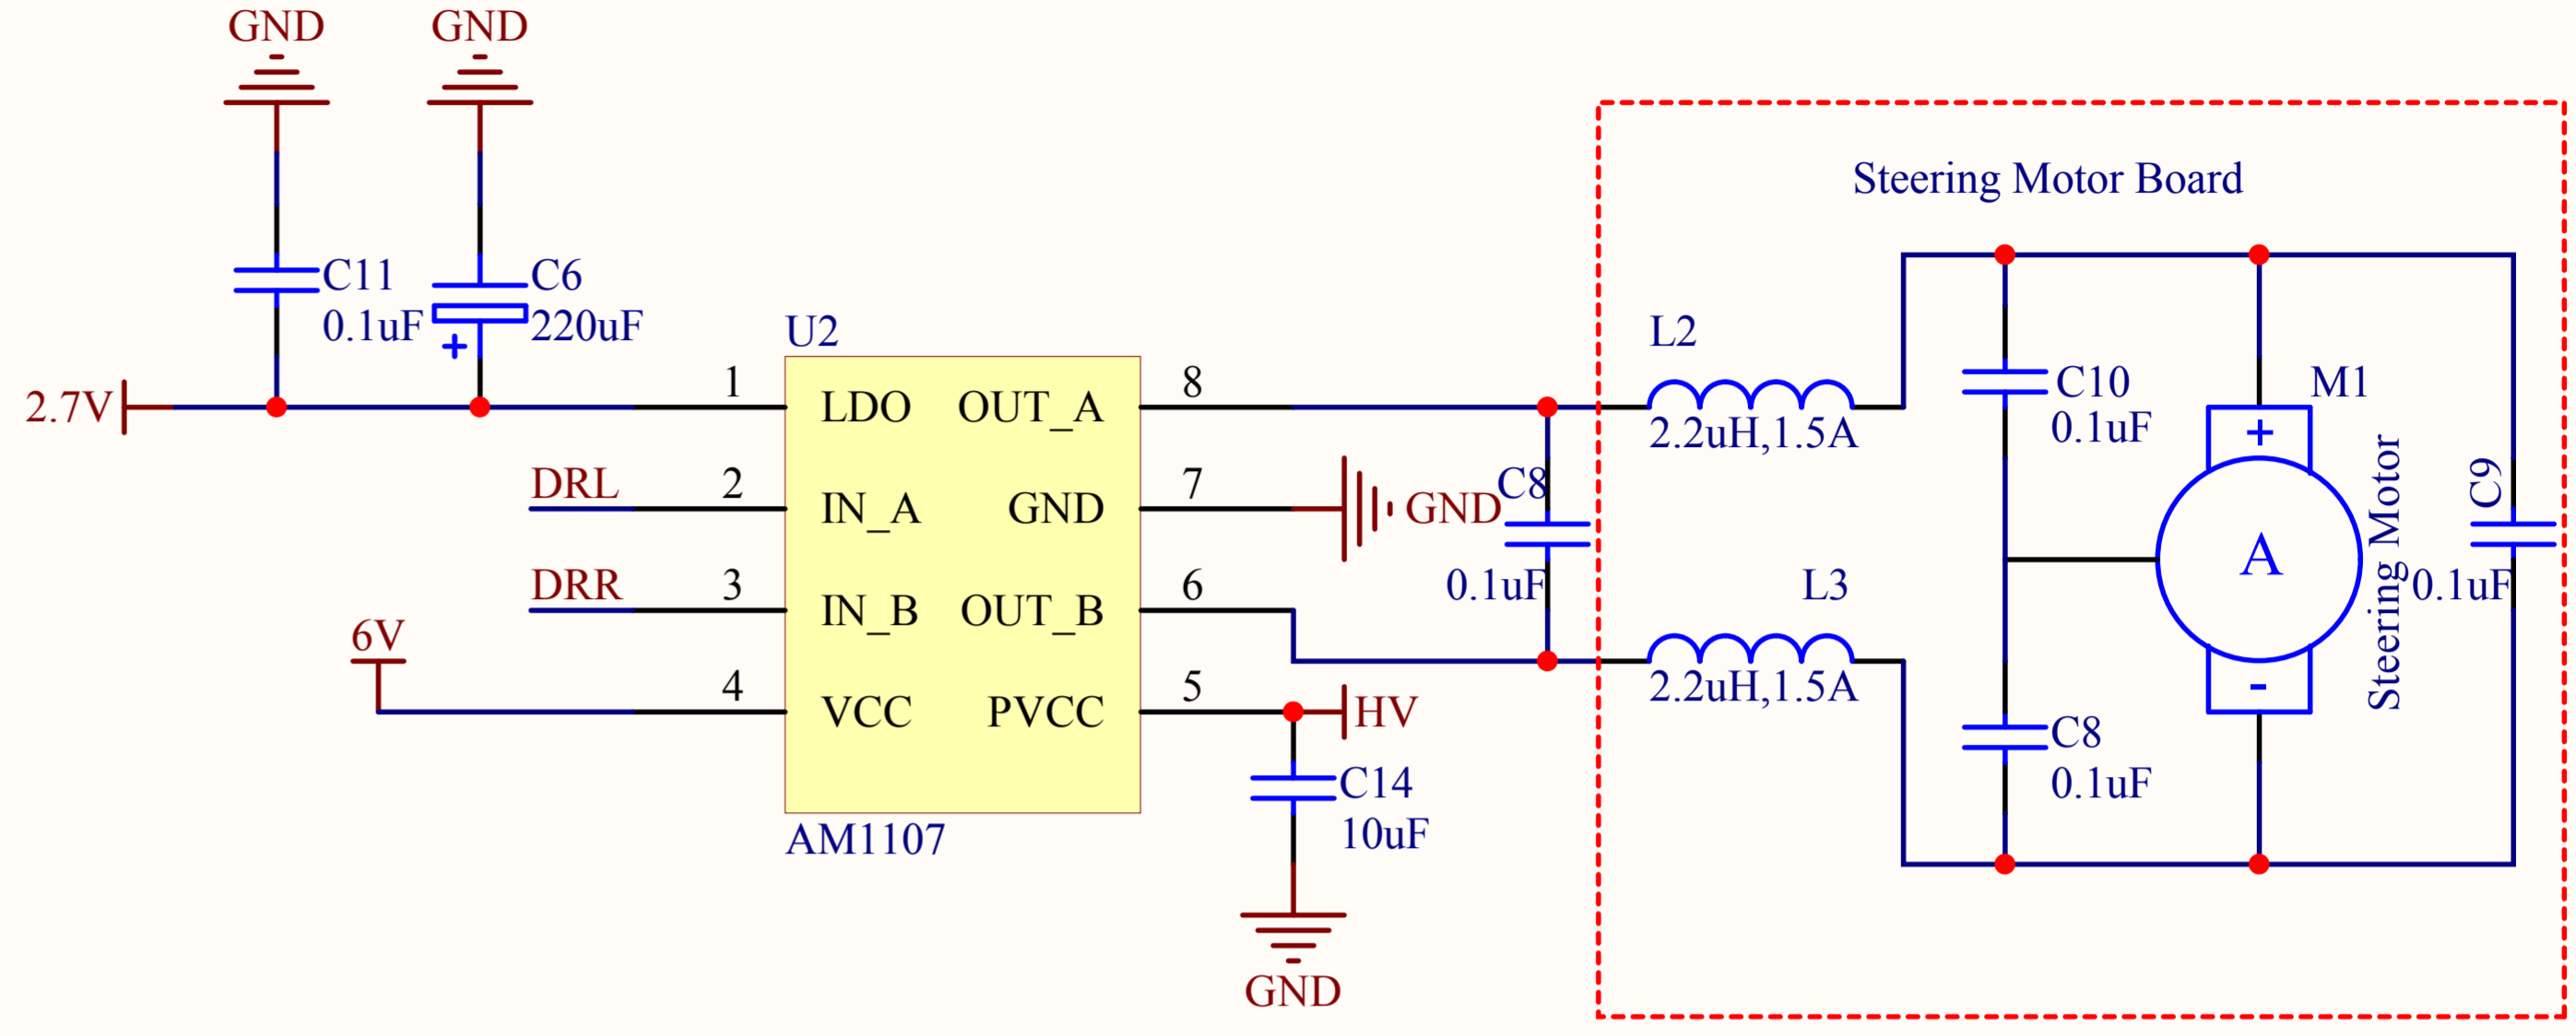 GND
GND
Steering Motor Board
C11
0.1uF
C6
220uF
+
U2
L2
2.2uH,1.5A
C10
0.1uF
M1
2.7V
1
LDO
OUT_A
8
DRL
2
IN_A
GND
7
GND
C8
0.1uF
+
A
-
Steering Motor
C9
0.1uF
DRR
3
IN_B
OUT_B
6
L3
2.2uH,1.5A
6V
4
VCC
PVCC
5
HV
C8
0.1uF
C14
10uF
AM1107
GND